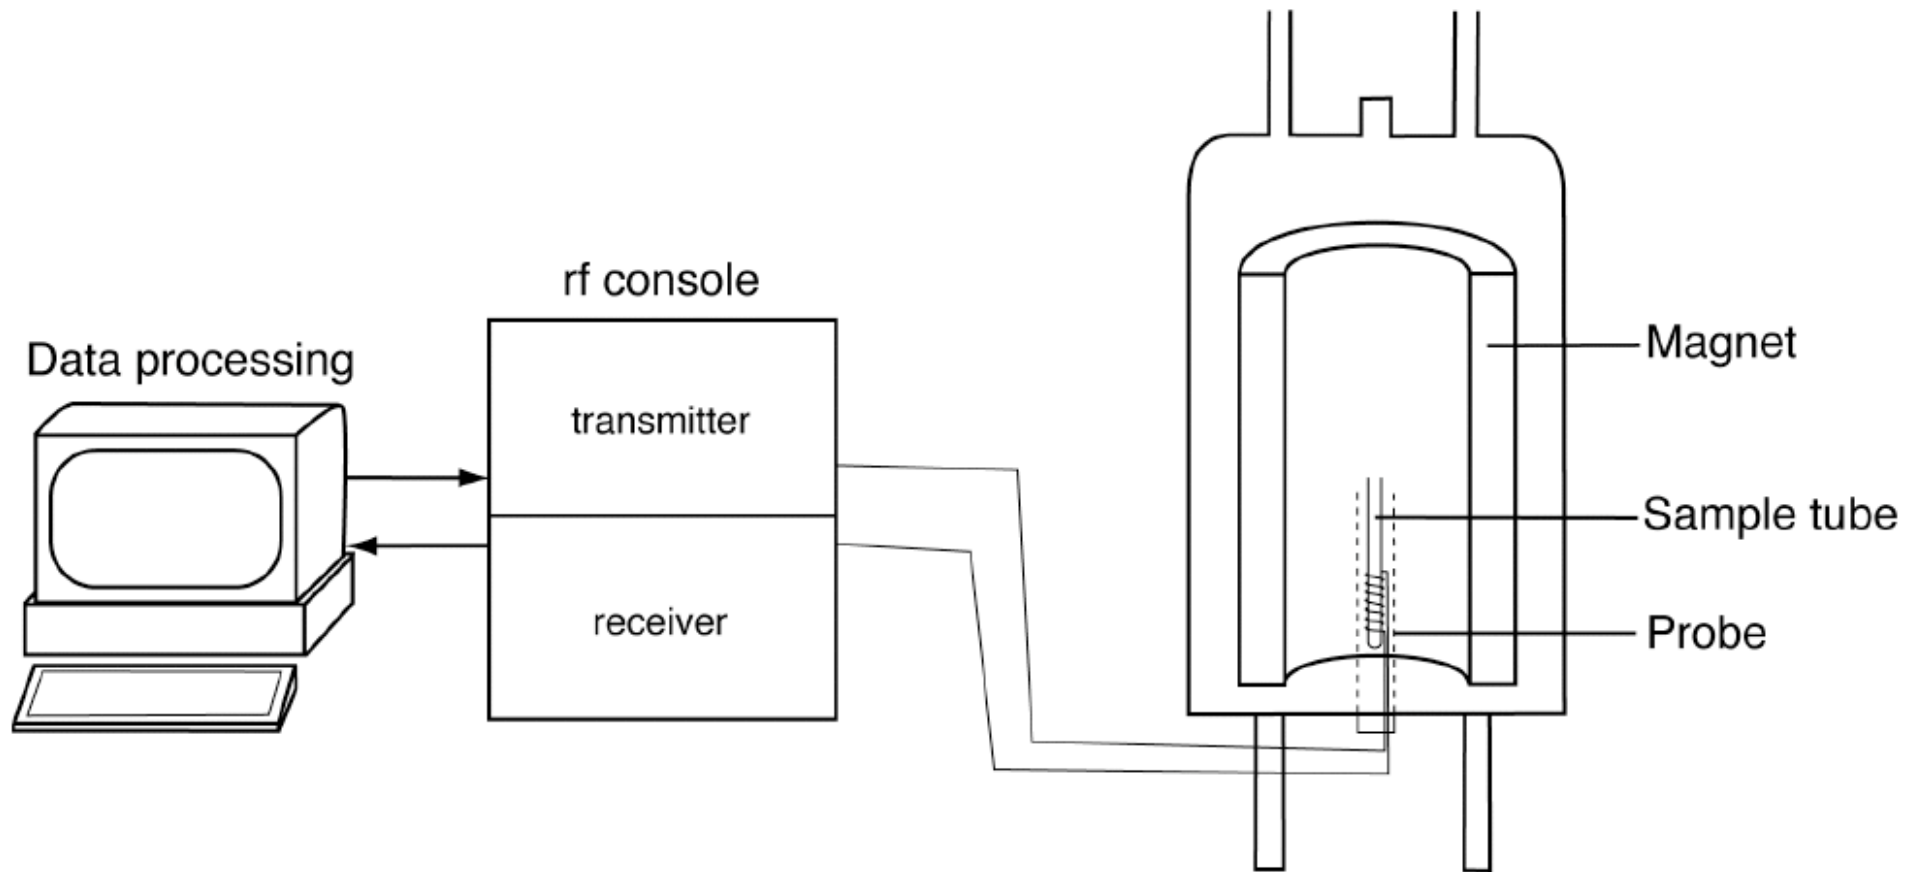 rf console
Data processing
transmitter
receiver
Magnet
Sample tube
Probe